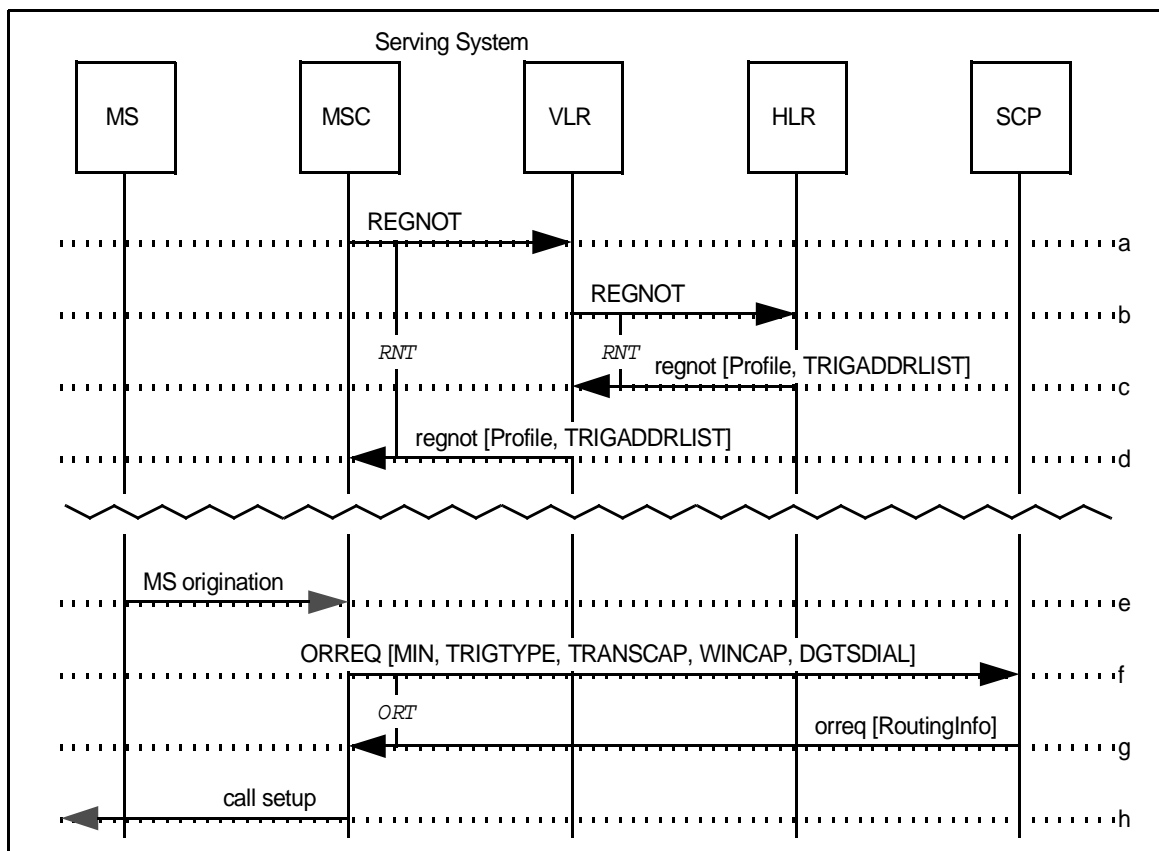 Serving System
MS
MSC
VLR
HLR
SCP
REGNOT
a
REGNOT
b
RNT
RNT
regnot [Profile, TRIGADDRLIST]
c
regnot [Profile, TRIGADDRLIST]
d
MS origination
e
ORREQ [MIN, TRIGTYPE, TRANSCAP, WINCAP, DGTSDIAL]
f
ORT
orreq [RoutingInfo]
g
call setup
h